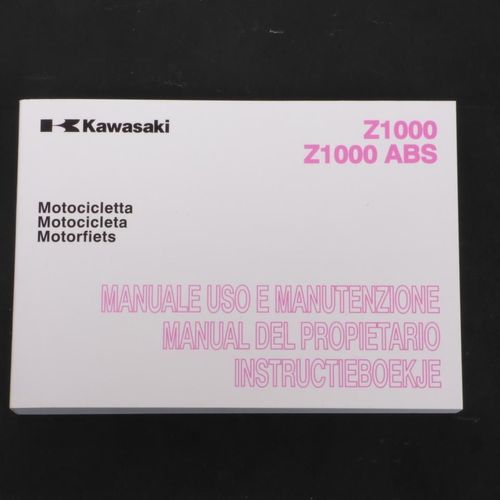 Kawasaki
Z1000
Z1000 ABS
Motocicletta
Motocicleta
Motorfiets
MANUALE USO E MANUTENZIONE
MANUAL DEL PROPIETARIO
INSTRUCTIEBOEKJE